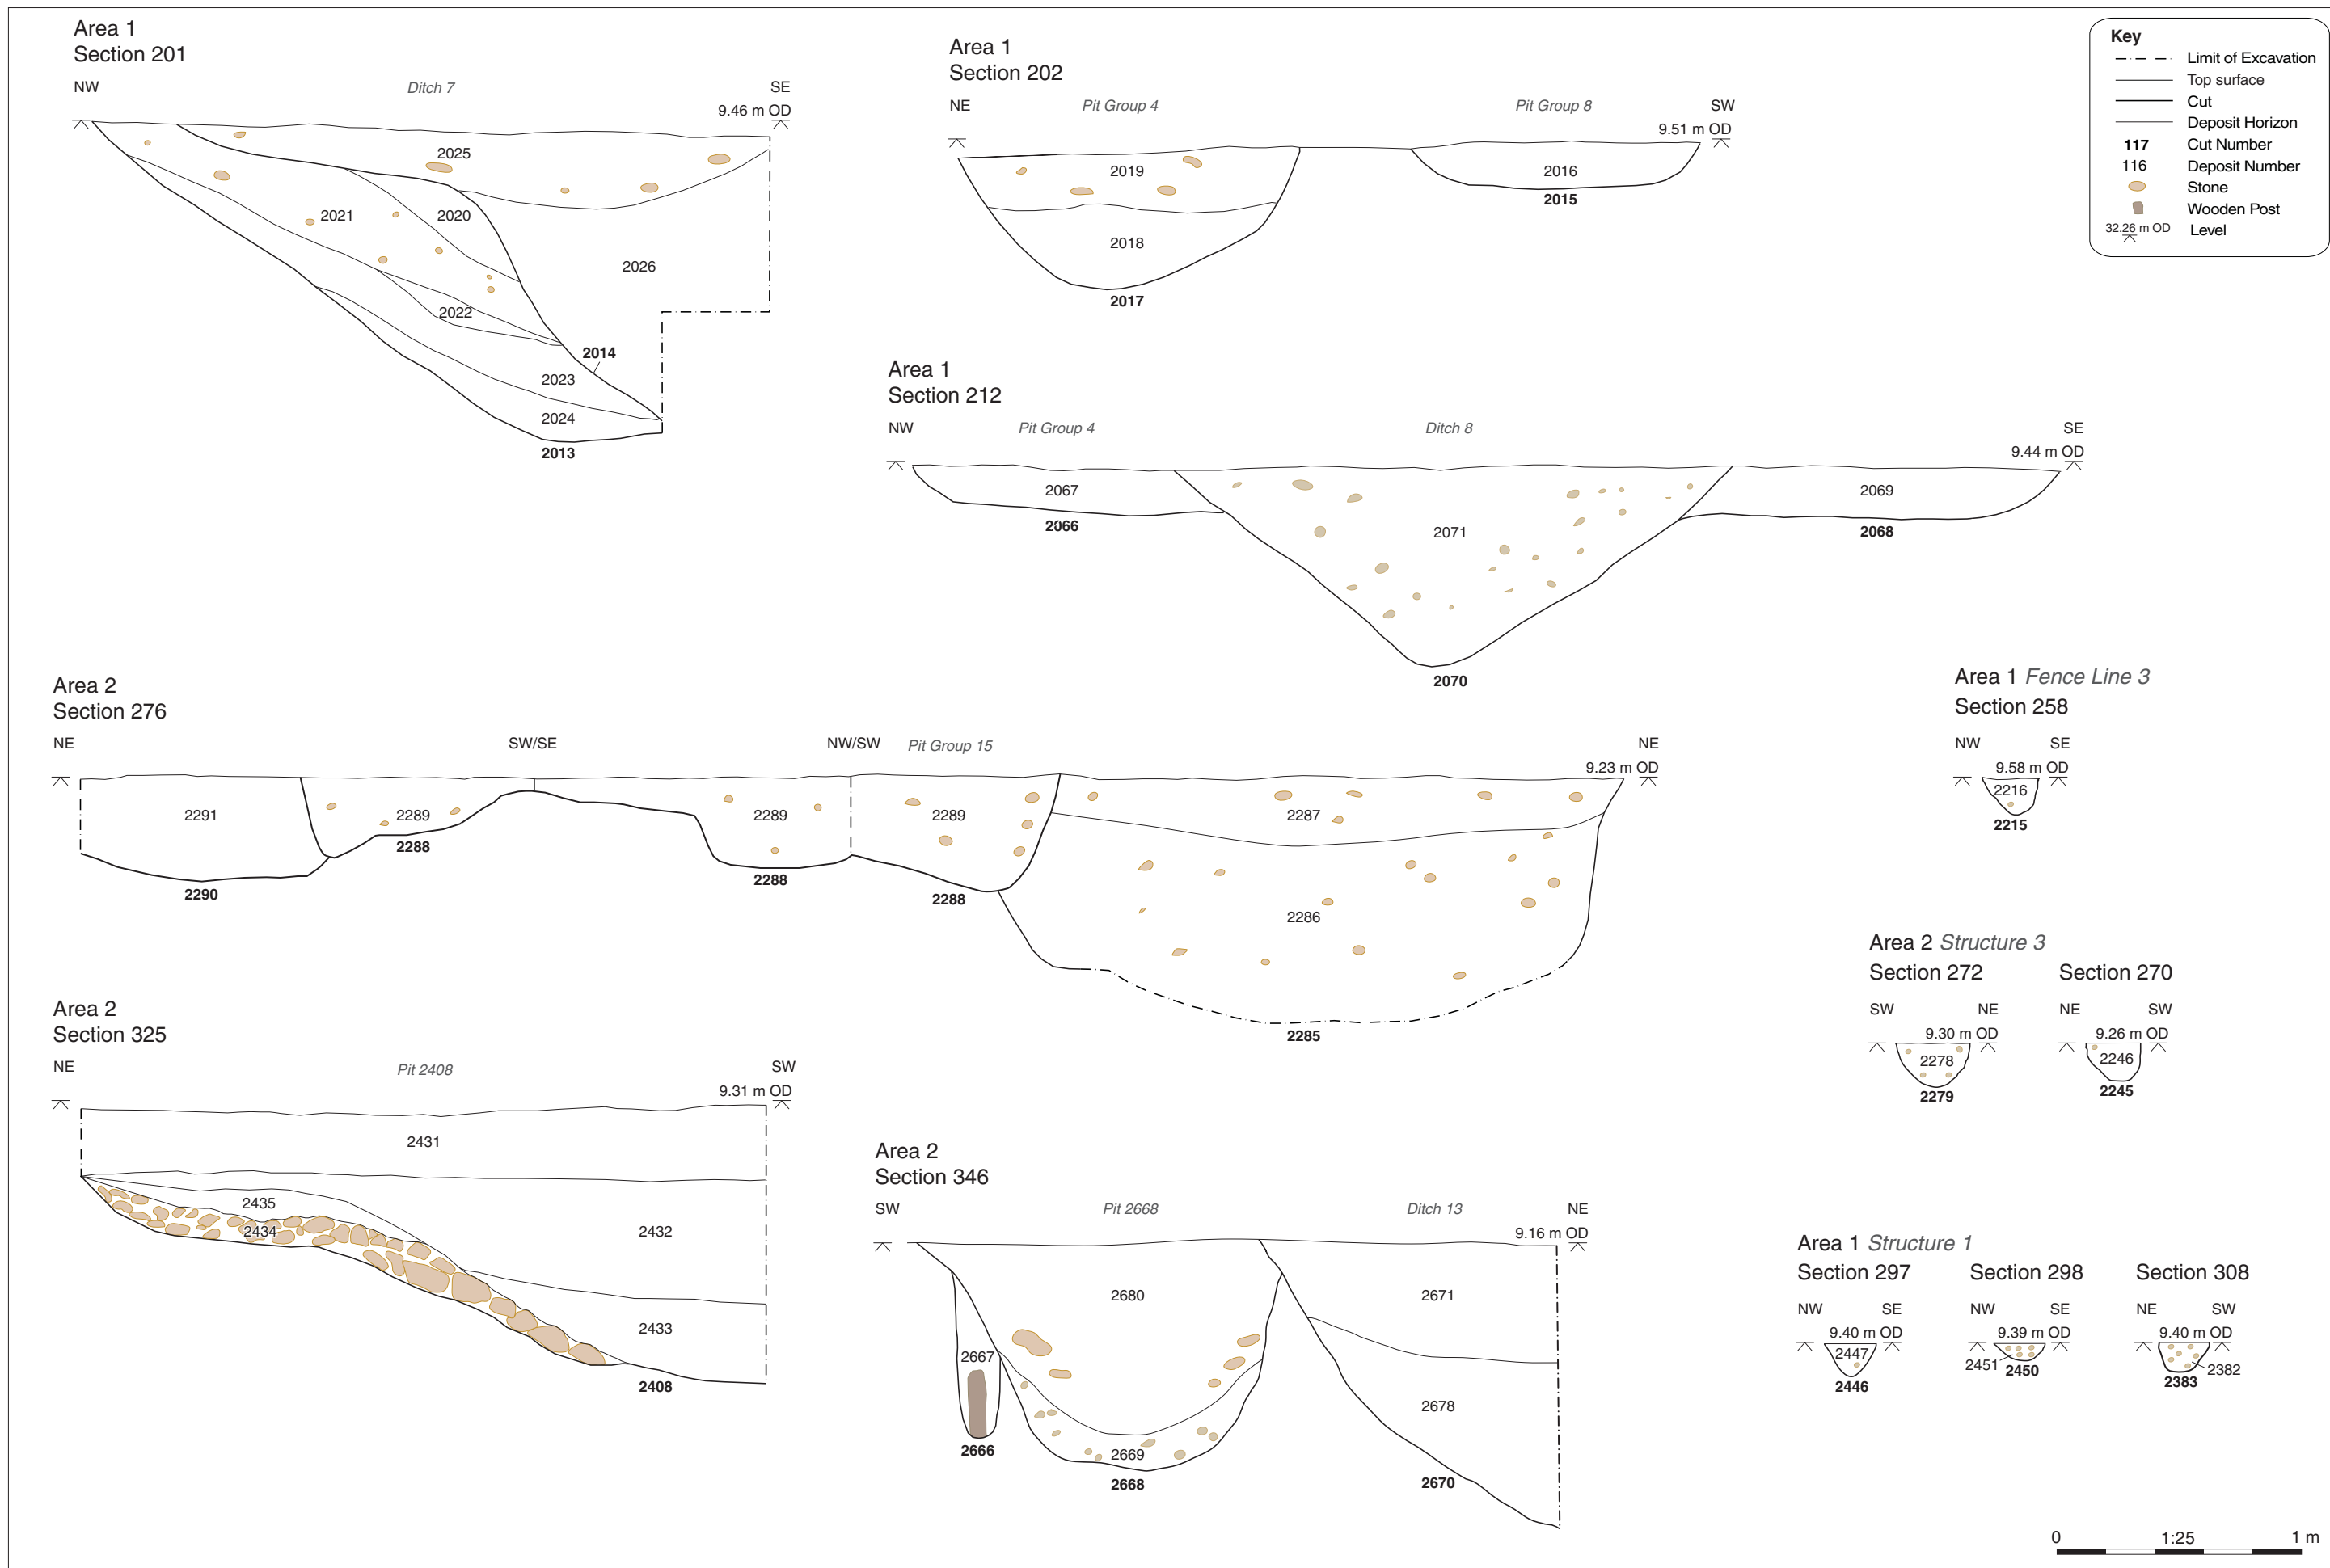 Area 1
Section 201
NW Ditch 7 SE
9.46 m OD
2025
2021
2020
2026
2022
2014
2023
2024
2013
Area 1
Section 202
NE Pit Group 4 Pit Group 8 SW
9.51 m OD
2019
2016
2015
2018
2017
Key
Limit of Excavation
Top surface
Cut
Deposit Horizon
117 Cut Number
116 Deposit Number
Stone
Wooden Post
32.26 m OD Level
Area 1
Section 212
NW Pit Group 4 Ditch 8 SE
9.44 m OD
2067
2069
2066
2071
2068
2070
Area 2
Section 276
NE SW/SE NW/SW Pit Group 15 NE
9.23 m OD
2291
2289
2289
2289
2287
2288
2288
2290
2288
2286
2285
Area 1 Fence Line 3
Section 258
NW SE
9.58 m OD
2216
2215
Area 2 Structure 3
Section 272 Section 270
SW NE NE SW
9.30 m OD 9.26 m OD
2278 2246
2279 2245
Area 2
Section 325
NE Pit 2408 SW
9.31 m OD
2431
2435
2434
2432
2433
2408
Area 2
Section 346
SW Pit 2668 Ditch 13 NE
9.16 m OD
2680
2671
2667
2678
2666
2669
2668
2670
Area 1 Structure 1
Section 297 Section 298 Section 308
NW SE NW SE NE SW
9.40 m OD 9.39 m OD 9.40 m OD
2447
2451
2450
2382
2446
2383
0 1:25 1 m